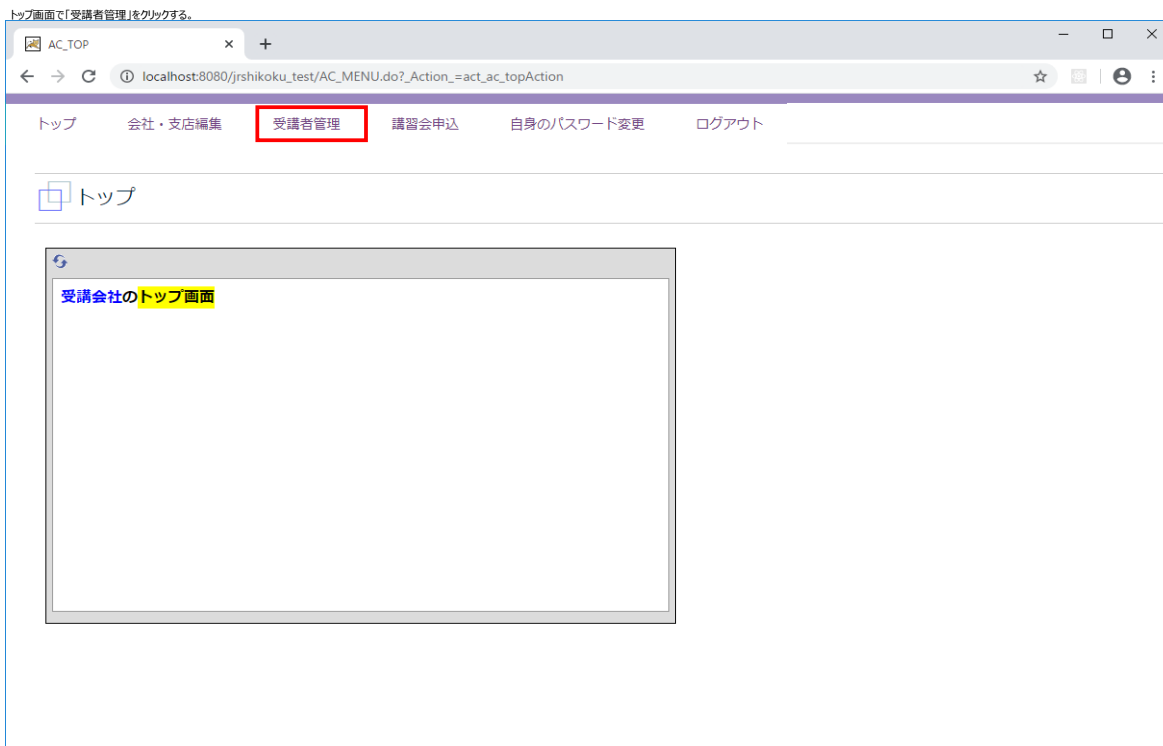 トップ画面で「受講者管理」をクリックする。
AC_TOP
localhost:8080/jrshikoku_test/AC_MENU.do?_Action_=act_ac_topAction
トップ 会社・支店編集 受講者管理 講習会申込 自身のパスワード変更 ログアウト
トップ
受講会社のトップ画面